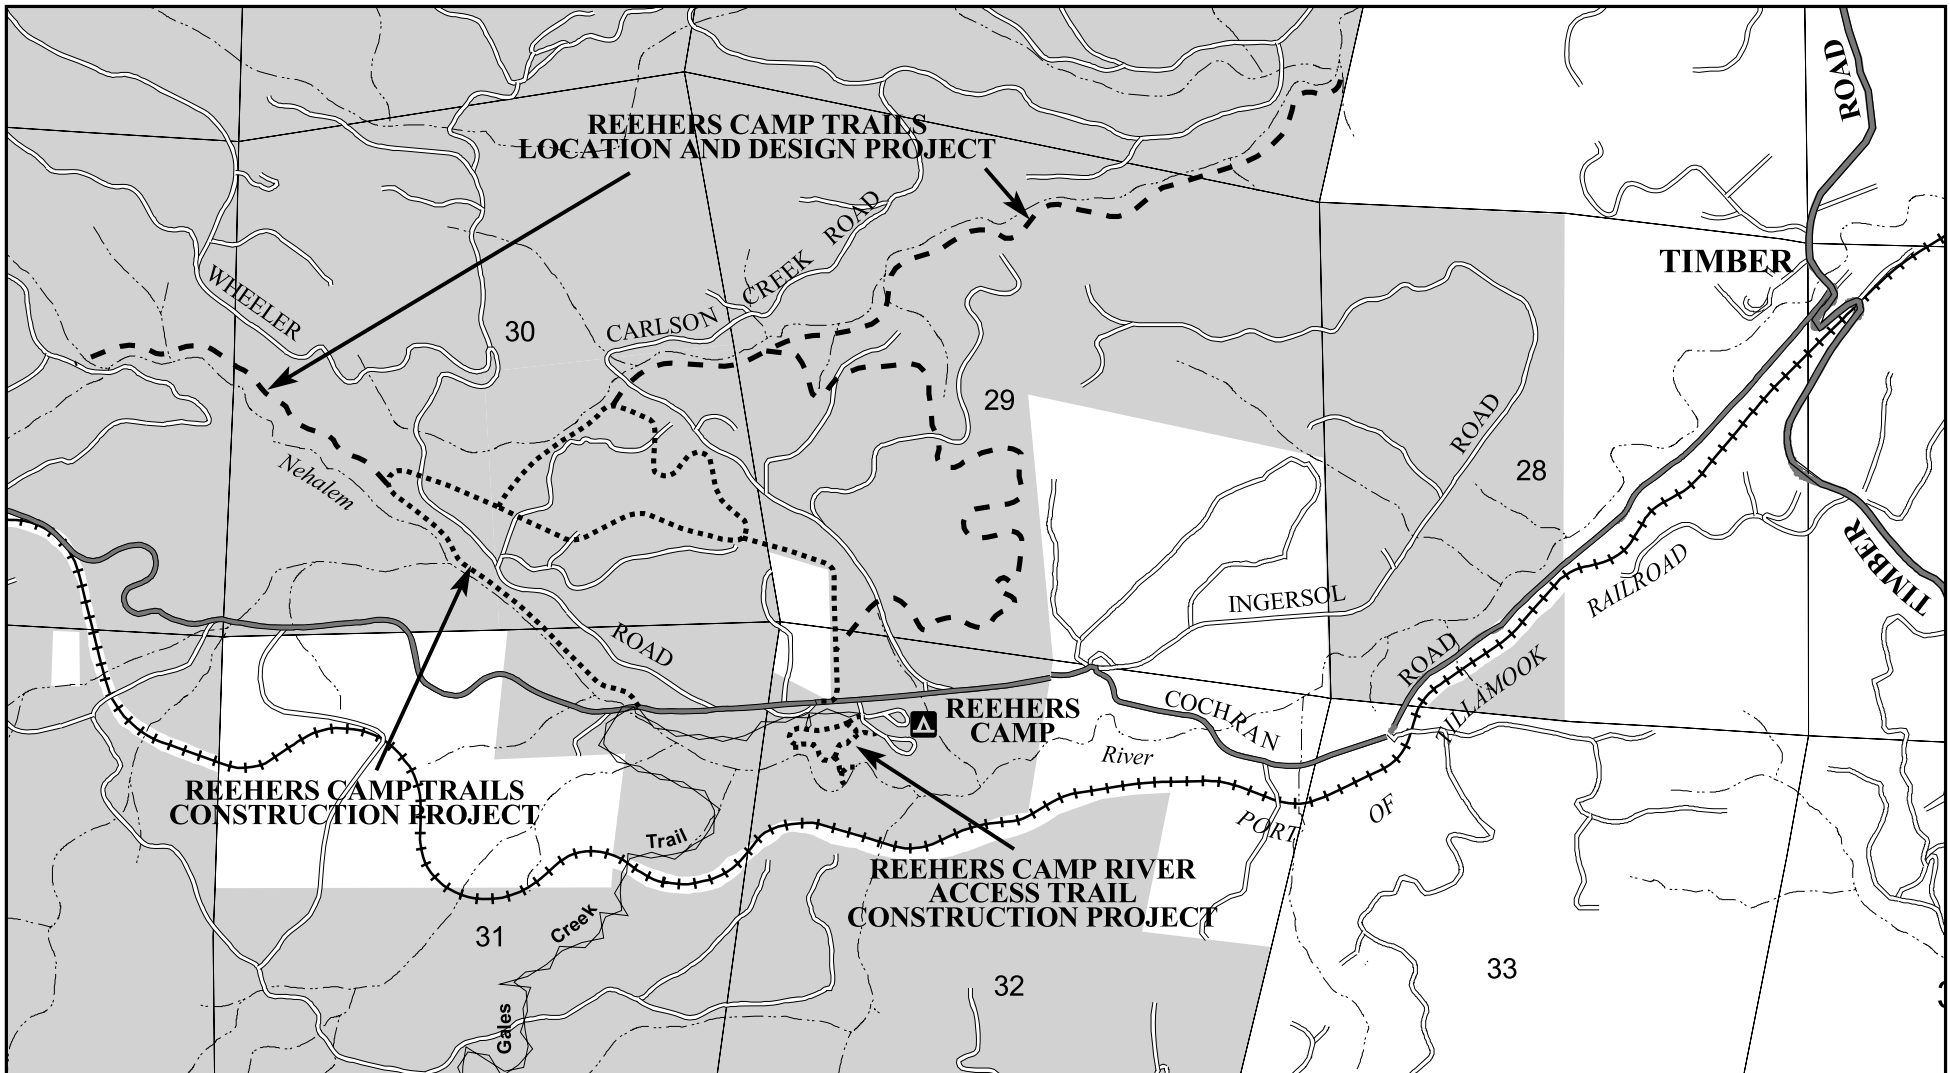 ROAD
REEHERS CAMP TRAILS
LOCATION AND DESIGN PROJECT
CARLSON CREEK ROAD
TIMBER
WHEELER
30
29
ROAD
28
Nehalem
TIMBER
RAILROAD
INGERSOL
ROAD
ROAD
TILLAMOOK
REEHERS
CAMP
COCHRAN
River
REEHERS CAMP TRAILS
CONSTRUCTION PROJECT
OF
PORT
Trail
REEHERS CAMP RIVER
ACCESS TRAIL
CONSTRUCTION PROJECT
Creek
31
33
32
Gales